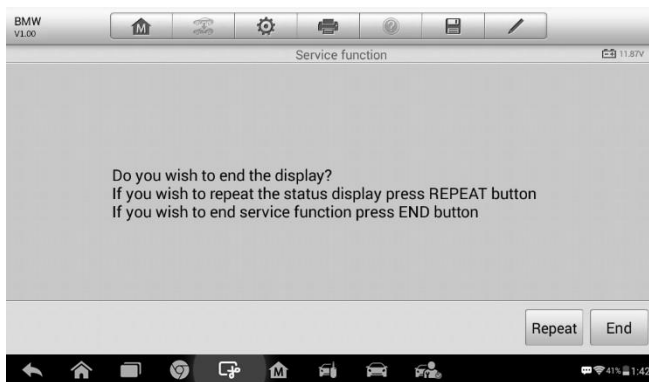 BMW
V1.00
M
?
Service function
11.87V
Do you wish to end the display?
If you wish to repeat the status display press REPEAT button
If you wish to end service function press END button
Repeat
End
M
41%
1:42